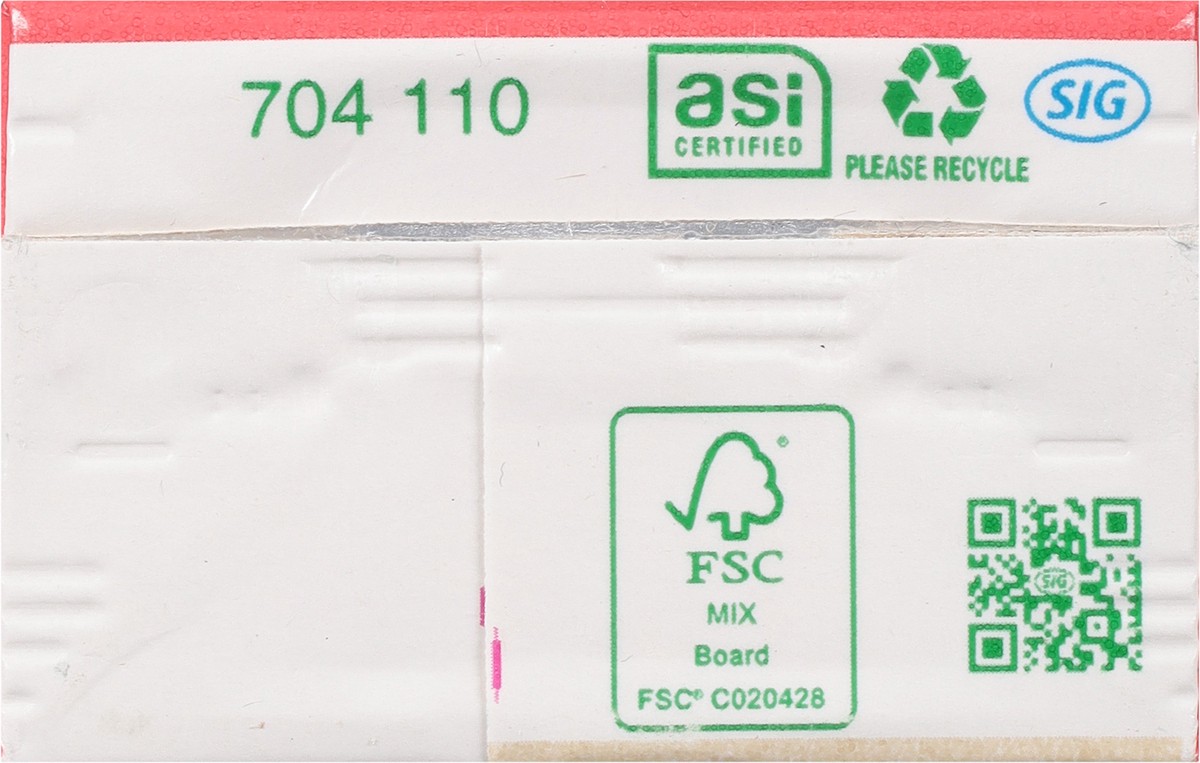 704 110
asi
CERTIFIED
PLEASE RECYCLE
SIG
FSC
MIX
Board
FSC® C020428
SIG